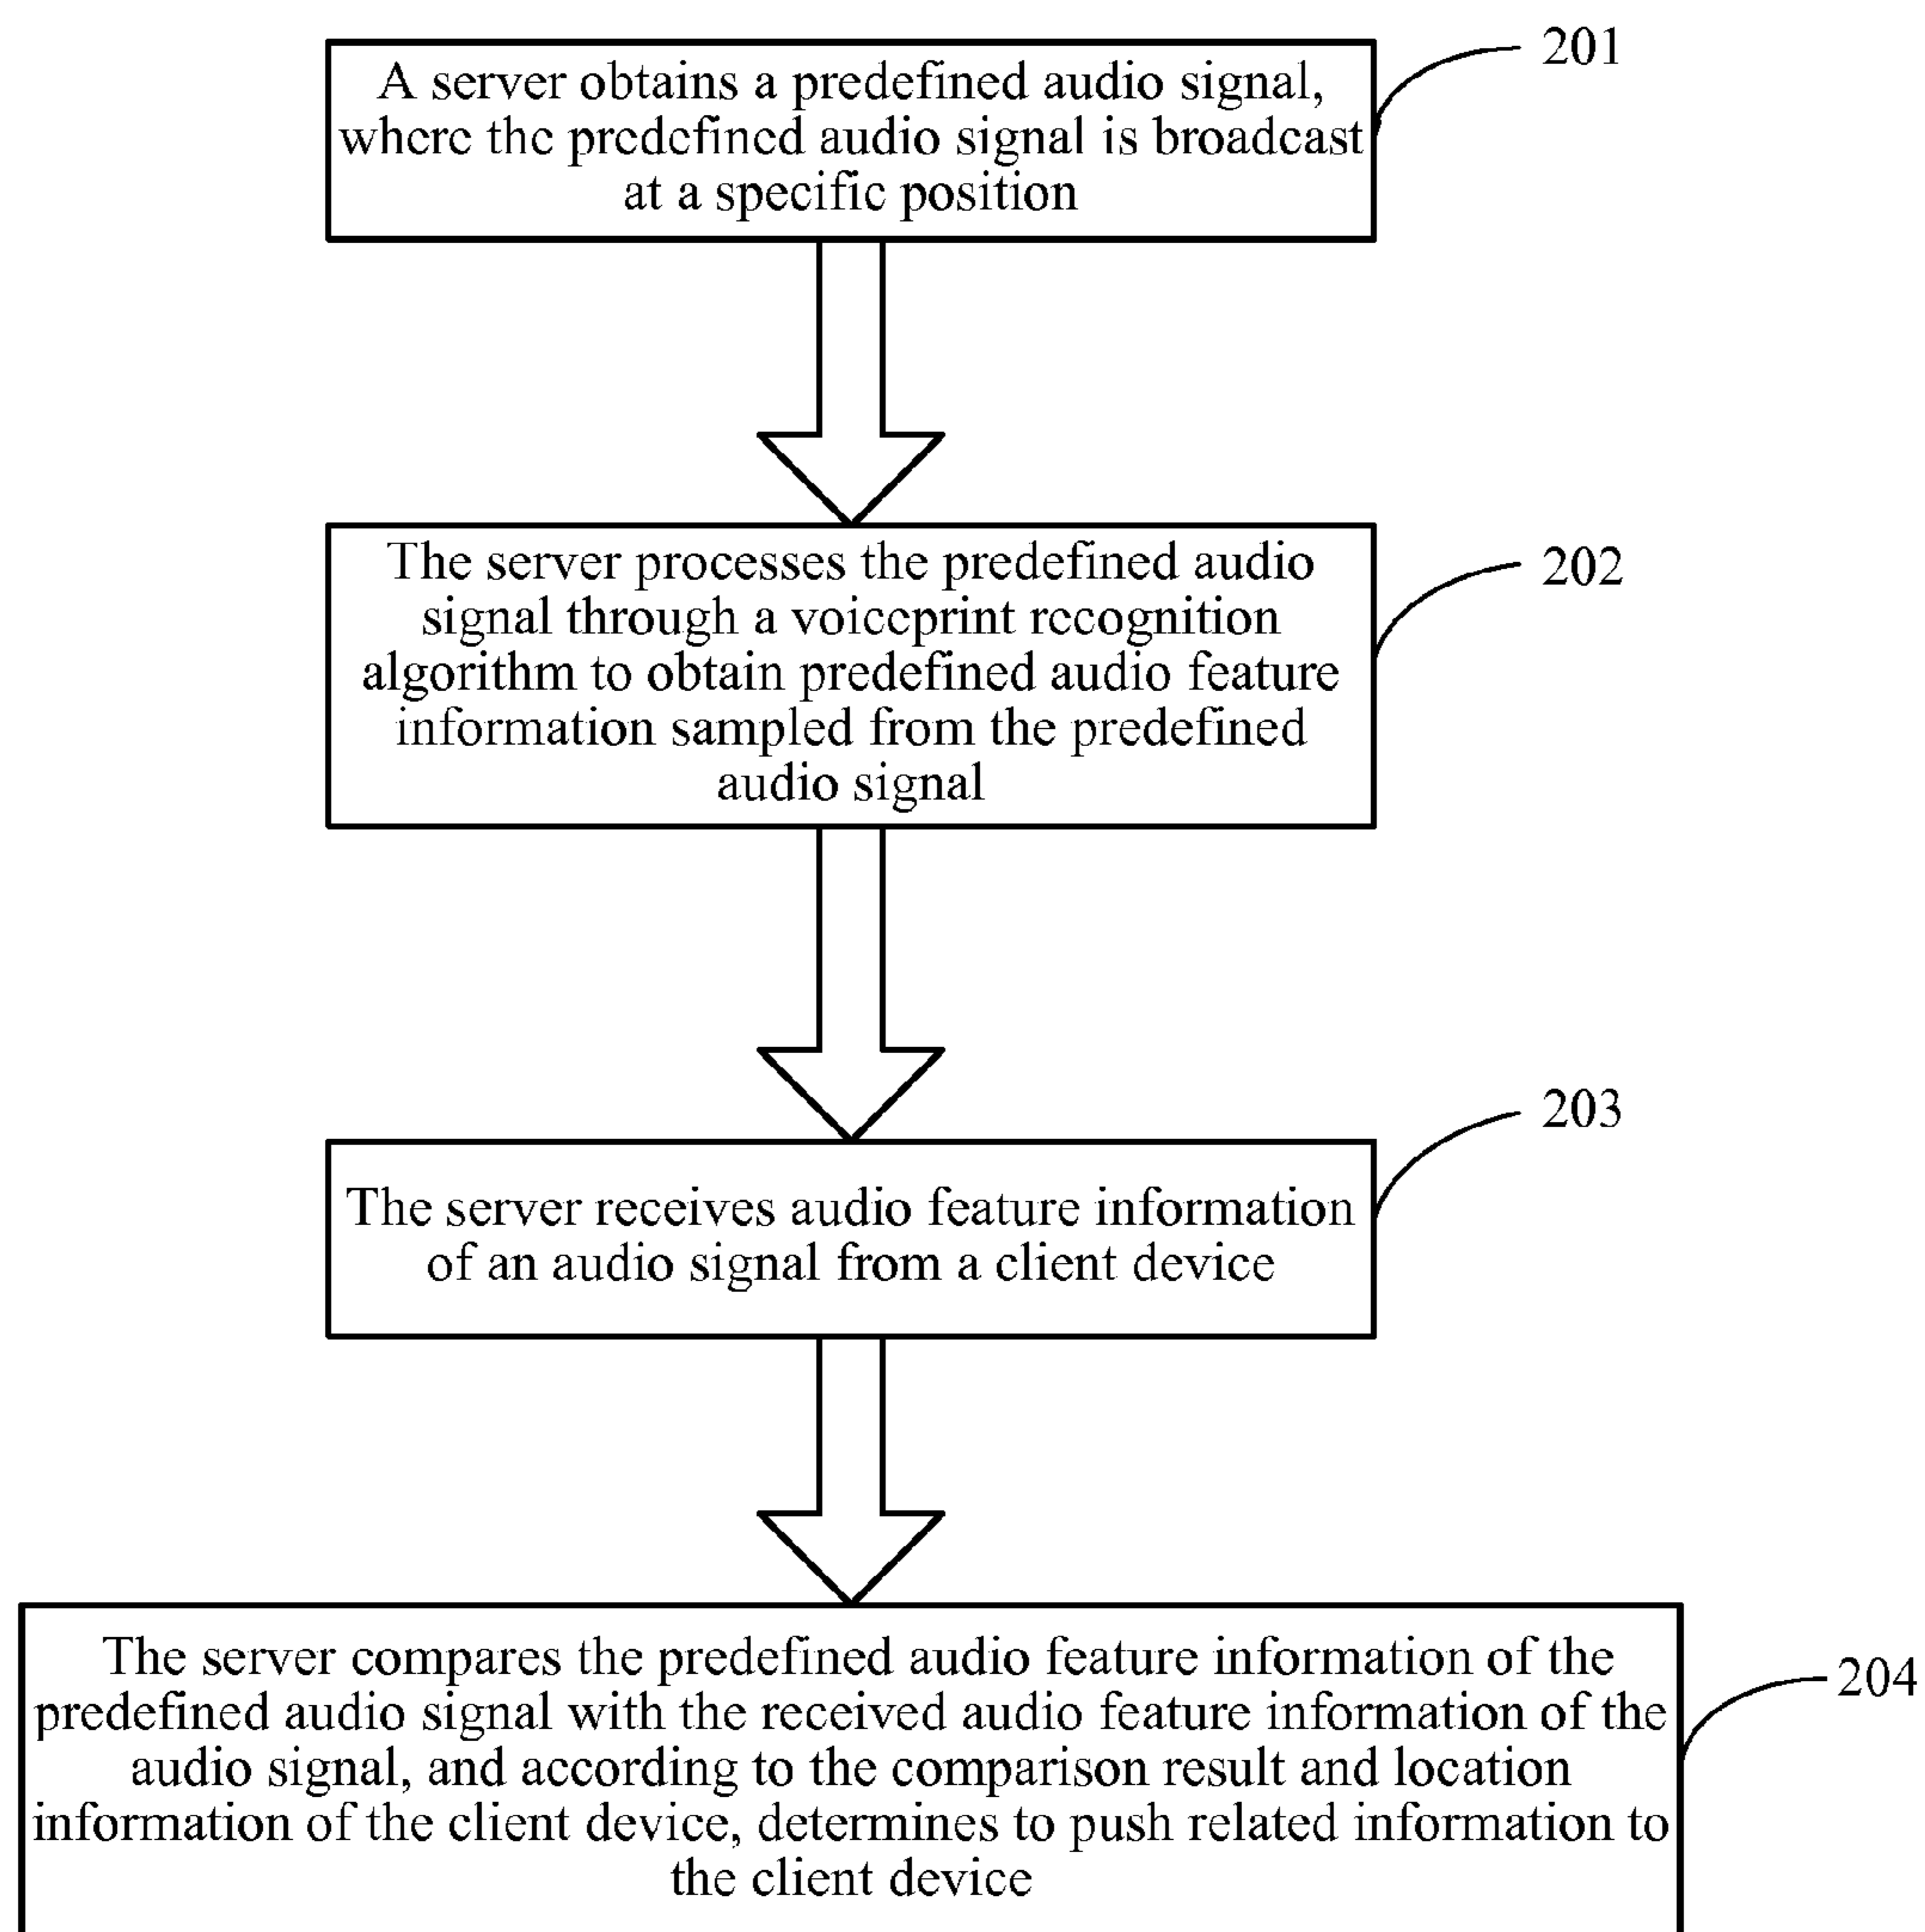 201
A server obtains a predefined audio signal,
where the predefined audio signal is broadcast
at a specific position
202
The server processes the predefined audio
signal through a voiceprint recognition
algorithm to obtain predefined audio feature
information sampled from the predefined
audio signal
203
The server receives audio feature information
of an audio signal from a client device
204
The server compares the predefined audio feature information of the
predefined audio signal with the received audio feature information of the
audio signal, and according to the comparison result and location
information of the client device, determines to push related information to
the client device